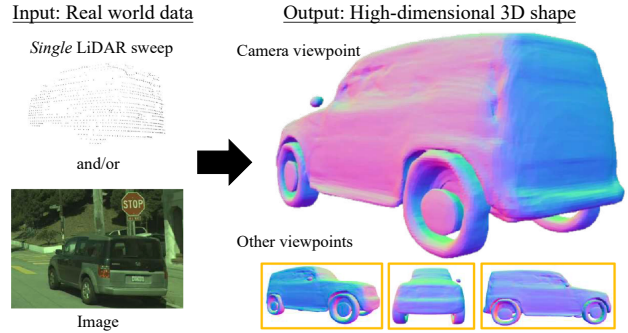 Input: Real world data
Output: High-dimensional 3D shape
Single LiDAR sweep
Camera viewpoint
and/or
STOP
Other viewpoints
Image